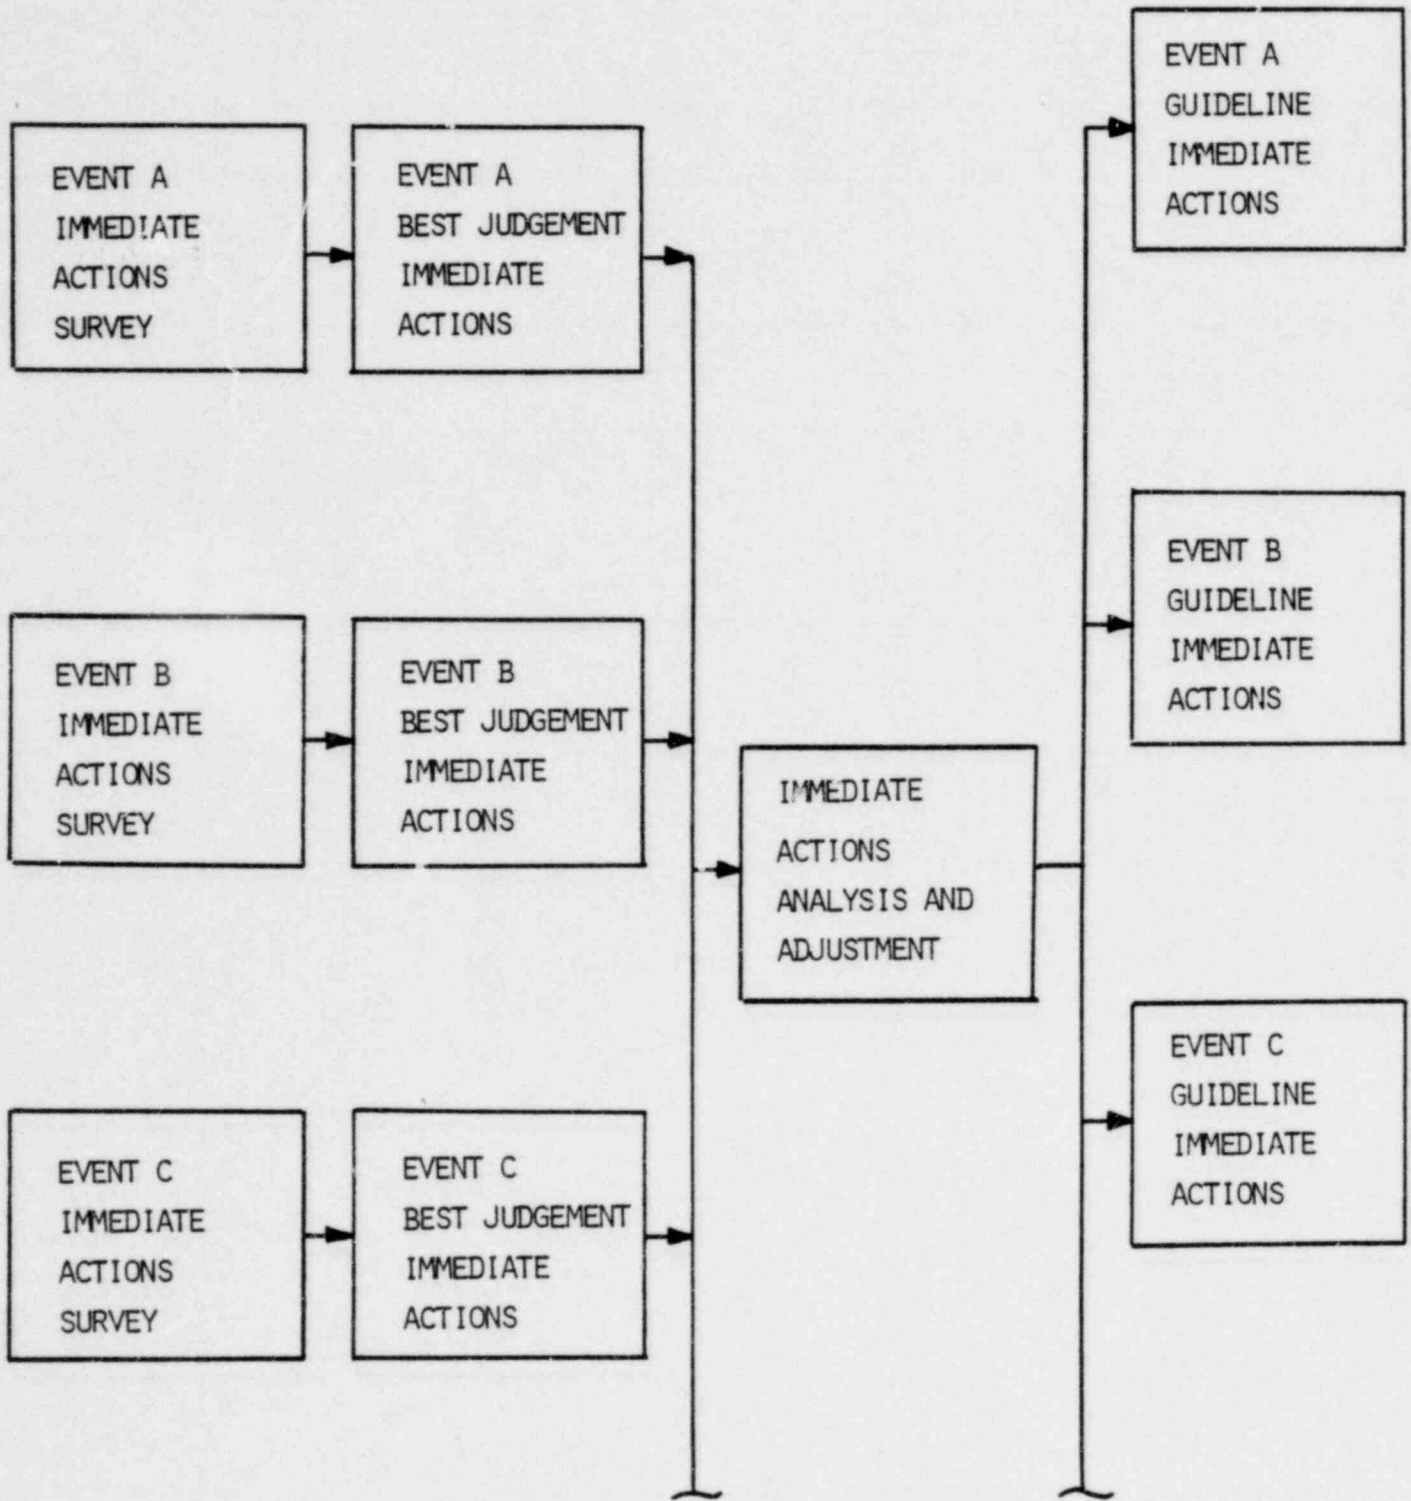 EVENT A
IMMEDIATE
ACTIONS
SURVEY
EVENT A
BEST JUDGEMENT
IMMEDIATE
ACTIONS
EVENT A
GUIDELINE
IMMEDIATE
ACTIONS
EVENT B
IMMEDIATE
ACTIONS
SURVEY
EVENT B
BEST JUDGEMENT
IMMEDIATE
ACTIONS
IMMEDIATE
ACTIONS
ANALYSIS AND
ADJUSTMENT
EVENT B
GUIDELINE
IMMEDIATE
ACTIONS
EVENT C
IMMEDIATE
ACTIONS
SURVEY
EVENT C
BEST JUDGEMENT
IMMEDIATE
ACTIONS
EVENT C
GUIDELINE
IMMEDIATE
ACTIONS